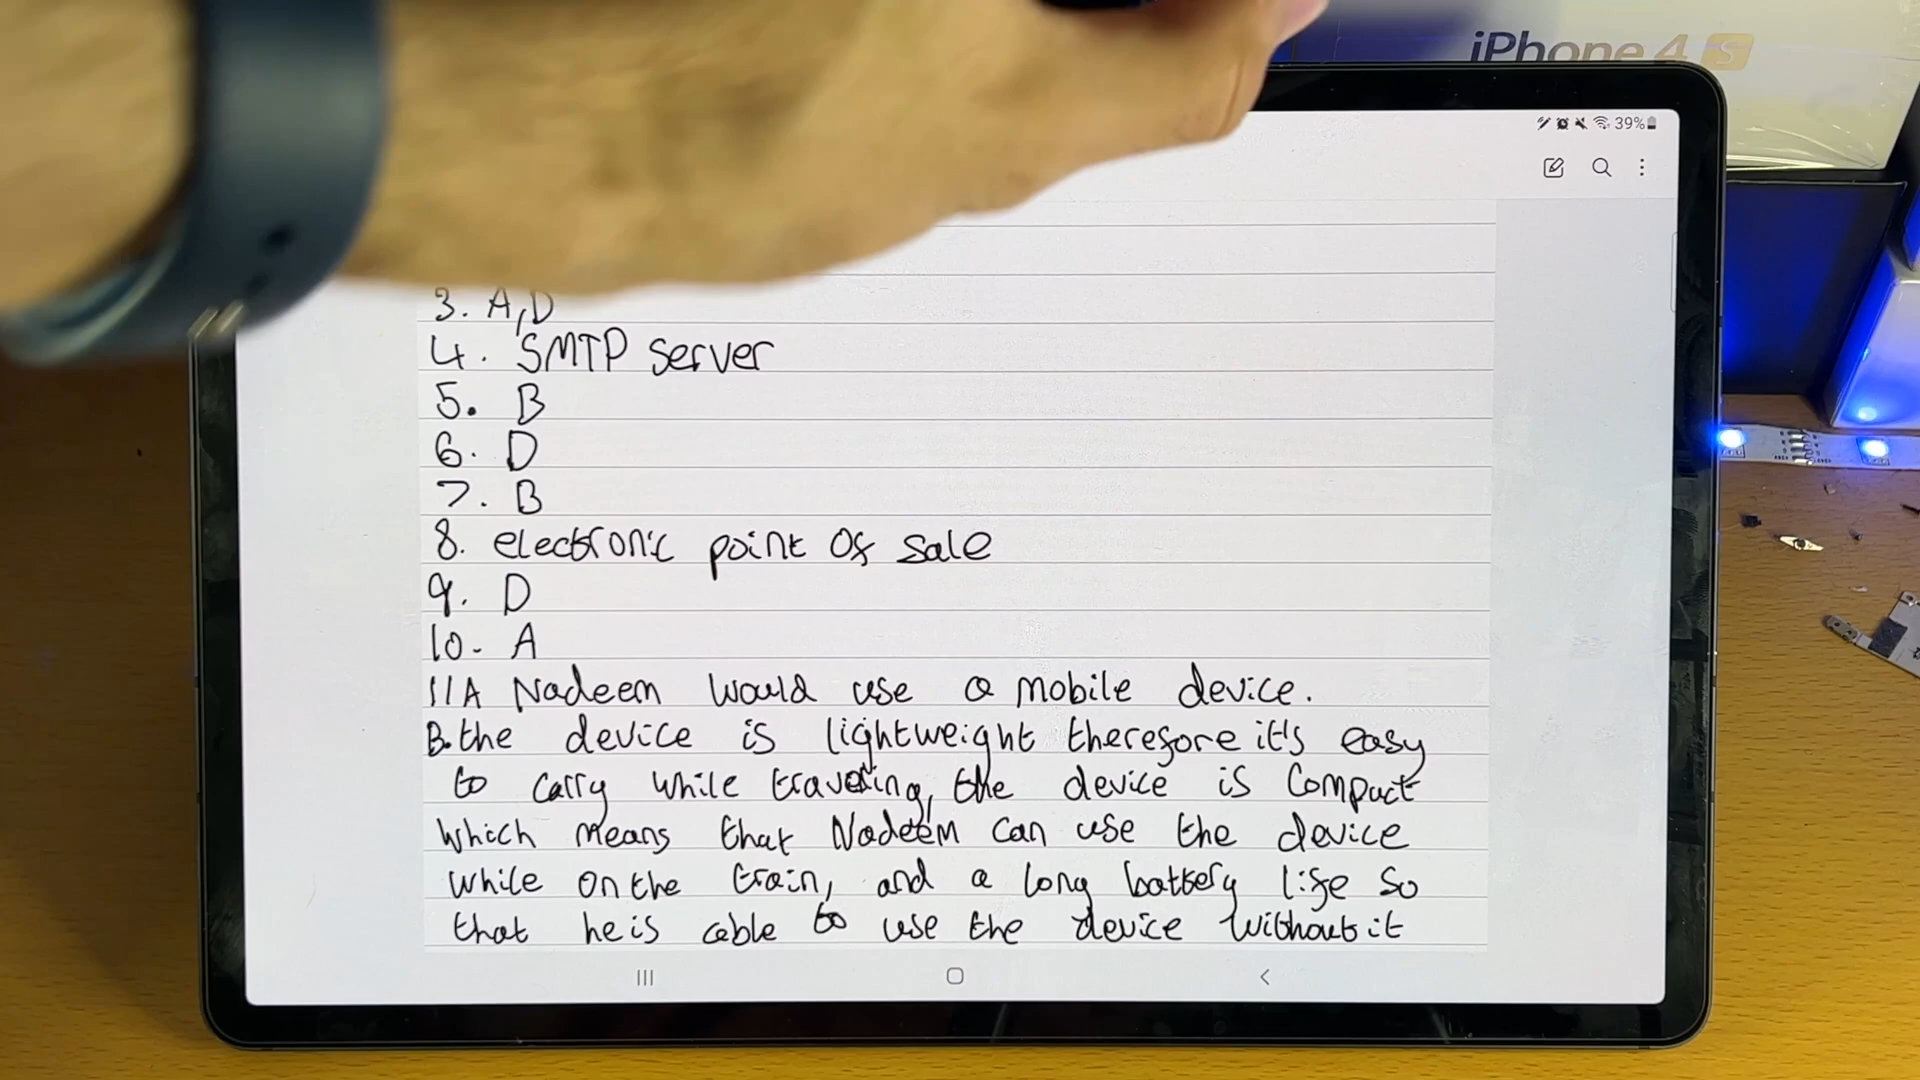 iPhone 4 S
39%
3. A,D
4. SMTP Server
5. B
6. D
7. B
8. electronic point of sale
9. D
10. A
11A Nadeem would use a mobile device.
B. the device is lightweight therefore it's easy
to carry while traveling, the device is compact
which means that Nadeem can use the device
while on the train, and a long battery life so
that he is able to use the device without it